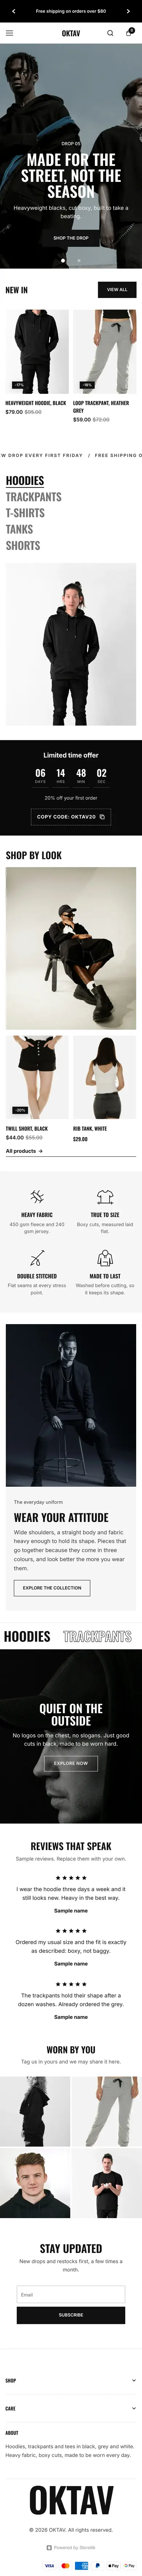 Free shipping on orders over $80
OKTAV
0
DROP 05
MADE FOR THE
STREET, NOT THE
SEASON
Heavyweight blacks, cut boxy, built to take a
beating.
SHOP THE DROP
NEW IN
VIEW ALL
-17%
-18%
HEAVYWEIGHT HOODIE, BLACK
$79.00 $95.00
LOOP TRACKPANT, HEATHER
GREY
$59.00 $72.00
W DROP EVERY FIRST FRIDAY / FREE SHIPPING O
HOODIES
TRACKPANTS
T-SHIRTS
TANKS
SHORTS
Limited time offer
06 14 48 02
DAYS HRS MIN SEC
20% off your first order
COPY CODE: OKTAV20
SHOP BY LOOK
-20%
TWILL SHORT, BLACK
$44.00 $55.00
RIB TANK, WHITE
$29.00
All products →
HEAVY FABRIC
450 gsm fleece and 240
gsm jersey.
TRUE TO SIZE
Boxy cuts, measured laid
flat.
DOUBLE STITCHED
Flat seams at every stress
point.
MADE TO LAST
Washed before cutting, so
it keeps its shape.
The everyday uniform
WEAR YOUR ATTITUDE
Wide shoulders, a straight body and fabric
heavy enough to hold its shape. Pieces that
go together because they come in three
colours, and look better the more you wear
them.
EXPLORE THE COLLECTION
HOODIES TRACKPANTS
QUIET ON THE
OUTSIDE
No logos on the chest, no slogans. Just good
cuts in black, made to be worn hard.
EXPLORE NOW
REVIEWS THAT SPEAK
Sample reviews. Replace them with your own.
★★★★★
I wear the hoodie three days a week and it
still looks new. Heavy in the best way.
Sample name
★★★★★
Ordered my usual size and the fit is exactly
as described: boxy, not baggy.
Sample name
★★★★★
The trackpants hold their shape after a
dozen washes. Already ordered the grey.
Sample name
WORN BY YOU
Tag us in yours and we may share it here.
STAY UPDATED
New drops and restocks first, a few times a
month.
Email
SUBSCRIBE
SHOP
CARE
ABOUT
Hoodies, trackpants and tees in black, grey and white.
Heavy fabric, boxy cuts, made to be worn every day.
OKTAV
© 2026 OKTAV. All rights reserved.
VISA
Pay
Pay